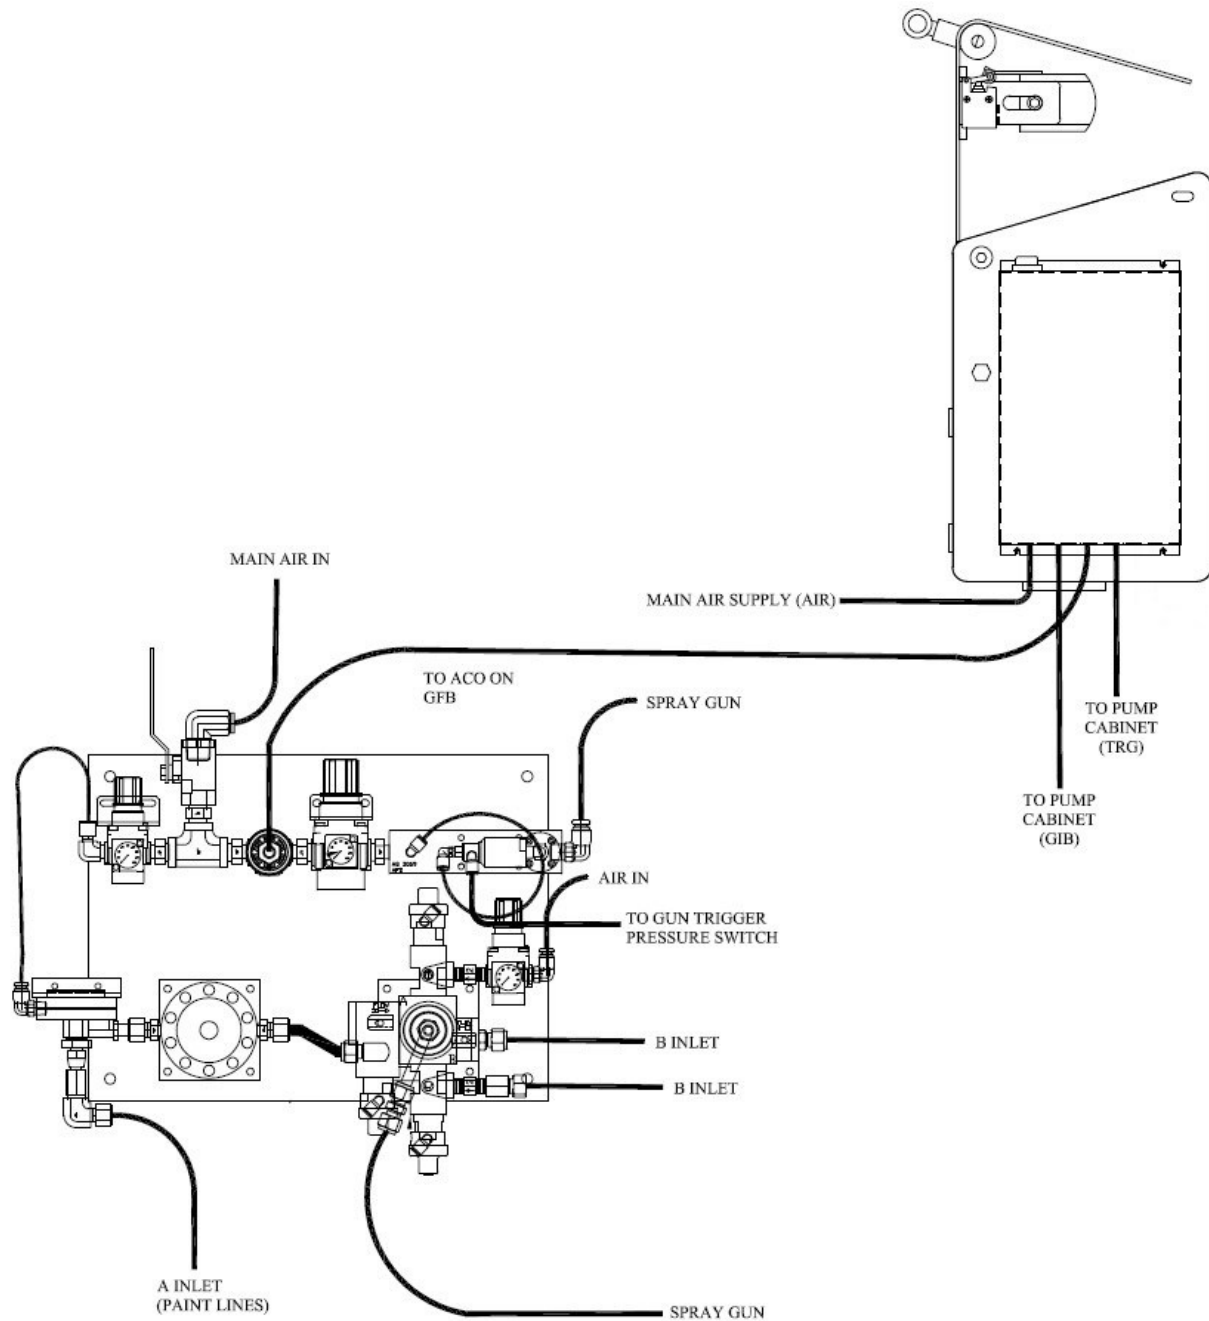 MAIN AIR IN
MAIN AIR SUPPLY (AIR)
TO ACO ON
GFB
SPRAY GUN
TO PUMP
CABINET
(TRG)
TO PUMP
CABINET
(GIB)
AIR IN
TO GUN TRIGGER
PRESSURE SWITCH
B INLET
B INLET
A INLET
(PAINT LINES)
SPRAY GUN